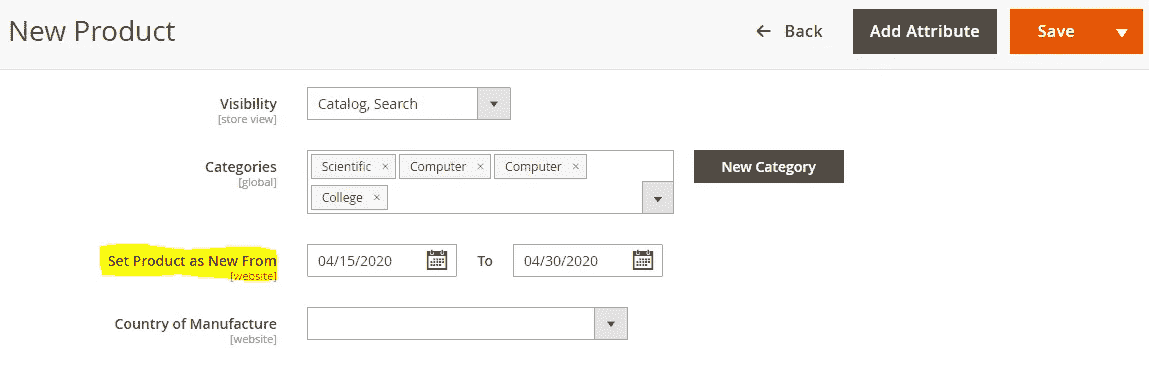 New Product
Back
Add Attribute
Save
Visibility
[store view]
Catalog, Search
Categories
[global]
Scientific × Computer × Computer ×
College ×
New Category
Set Product as New From
[website]
04/15/2020 To 04/30/2020
Country of Manufacture
[website]